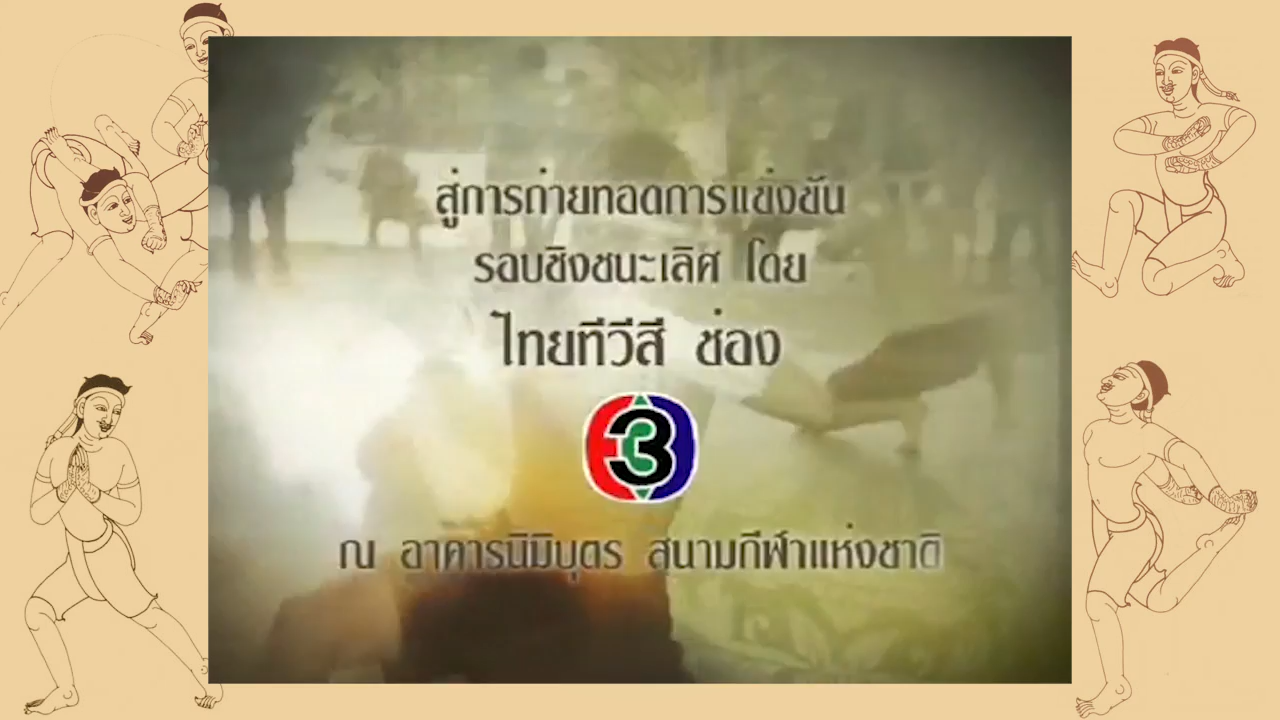 สู่การถ่ายทอดการแข่งขัน
รอบชิงชนะเลิศ โดย
ไทยทีวีสี ช่อง
3
ณ อาคารนิมิบุตร สนามกีฬาแห่งชาติ